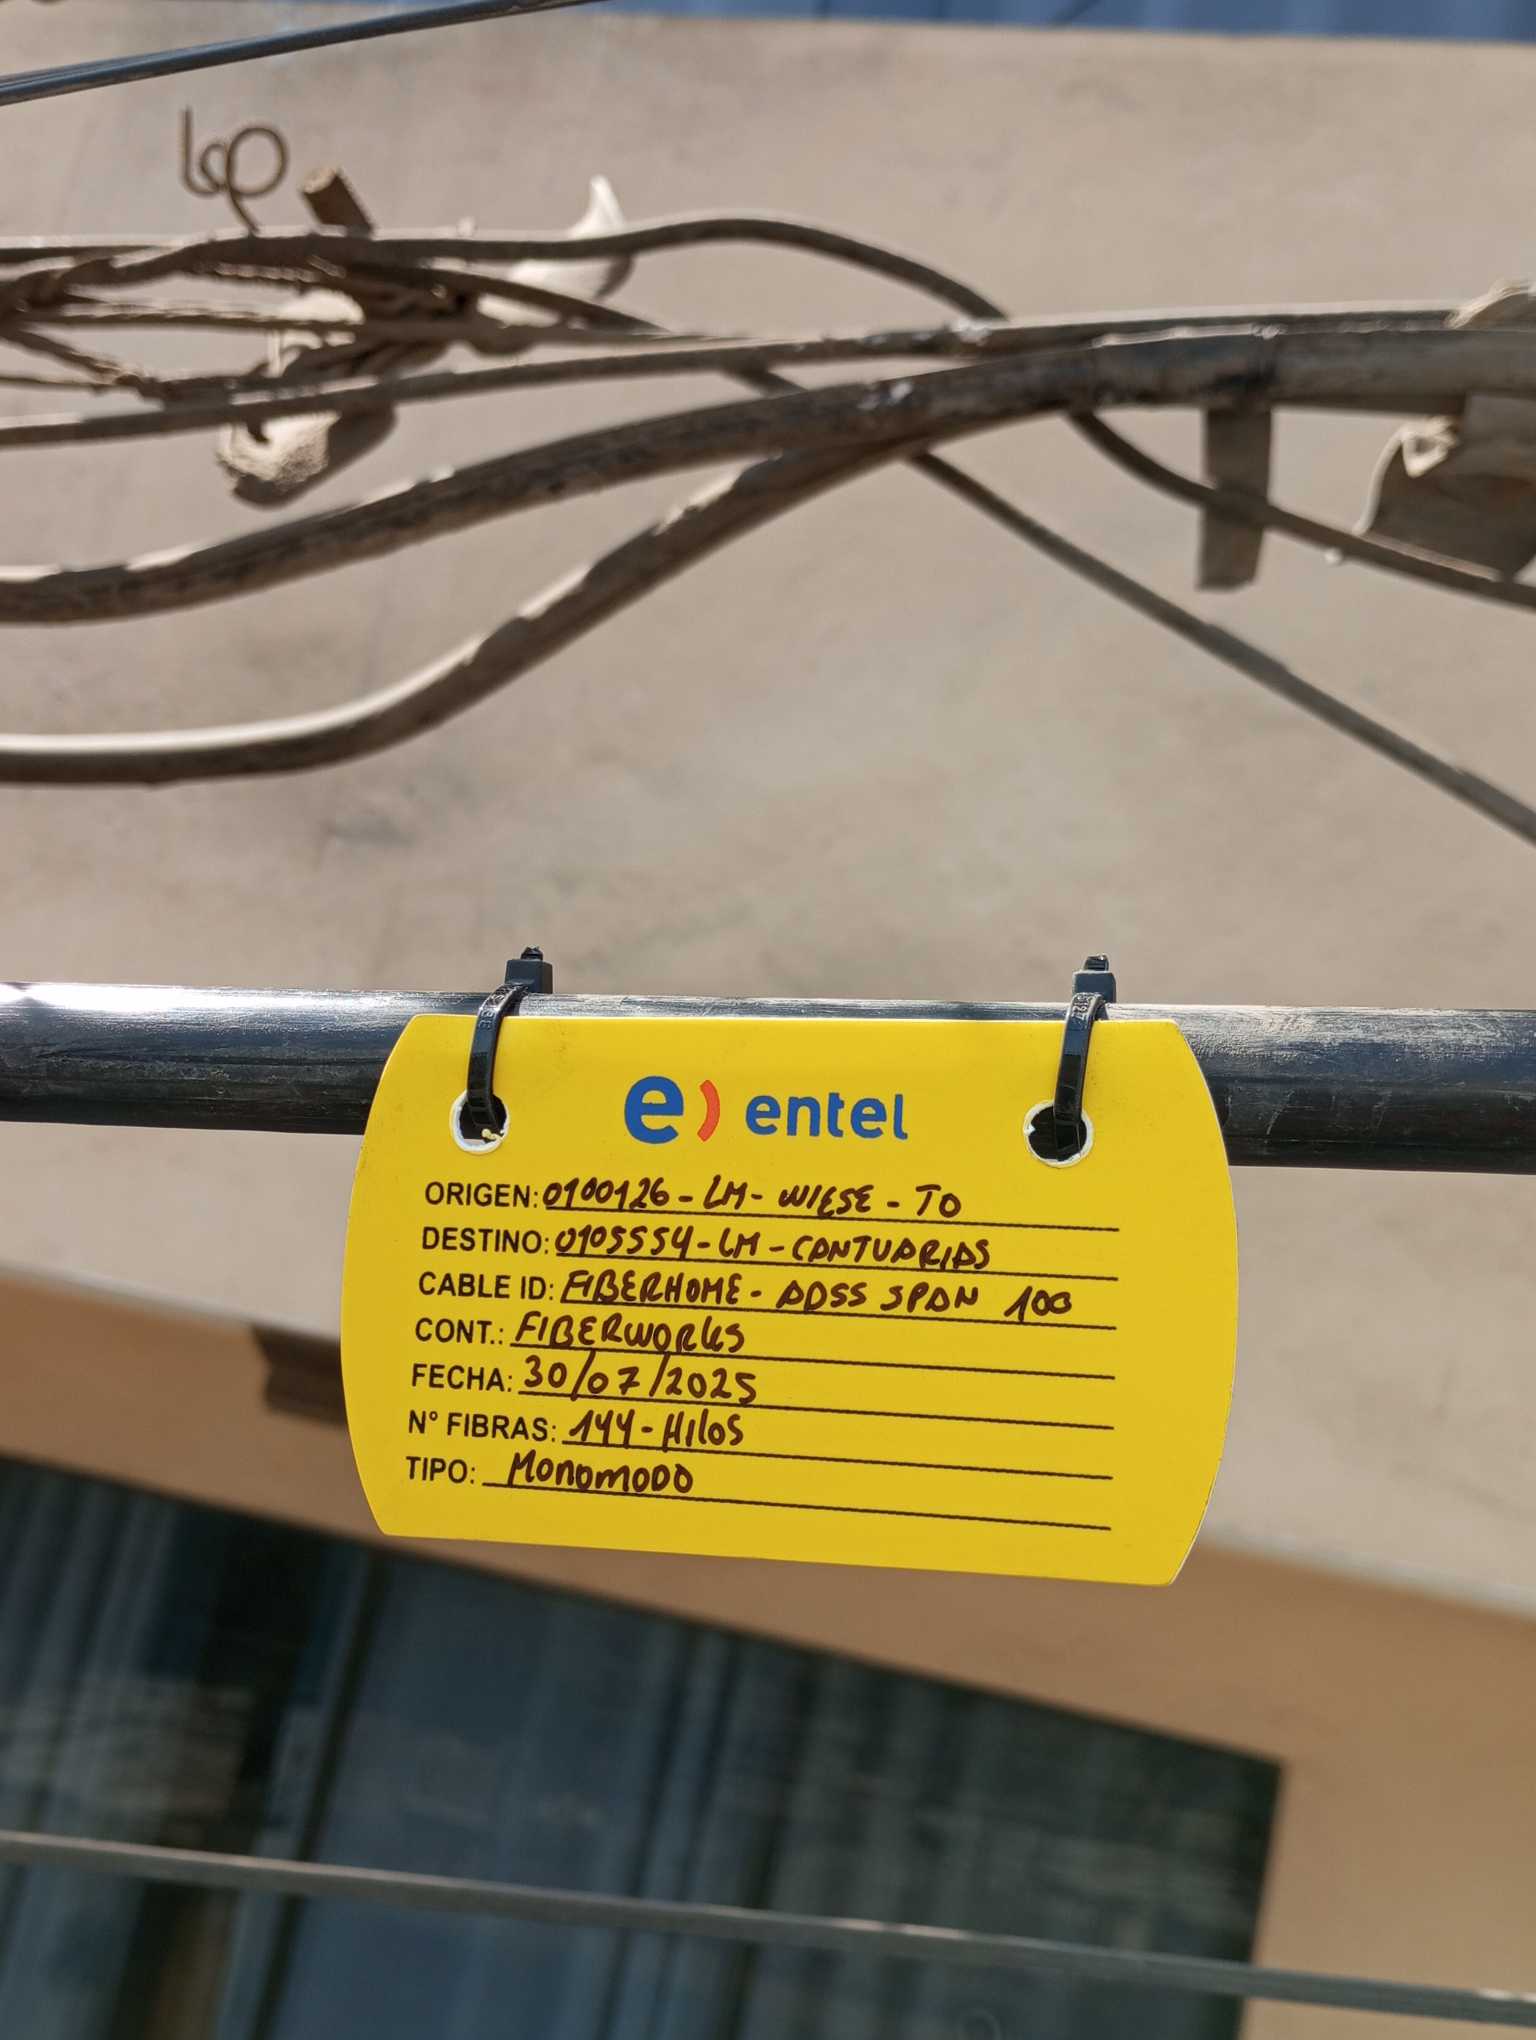 e) entel
ORIGEN: 0100126 - LM - WIESE - TO
DESTINO: 0105554 - LM - CANTUARIAS
CABLE ID: FIBERHOME - ADSS SPAN 100
CONT.: FIBERWORKS
FECHA: 30/07/2025
N° FIBRAS: 144 - HILOS
TIPO: MONOMODO